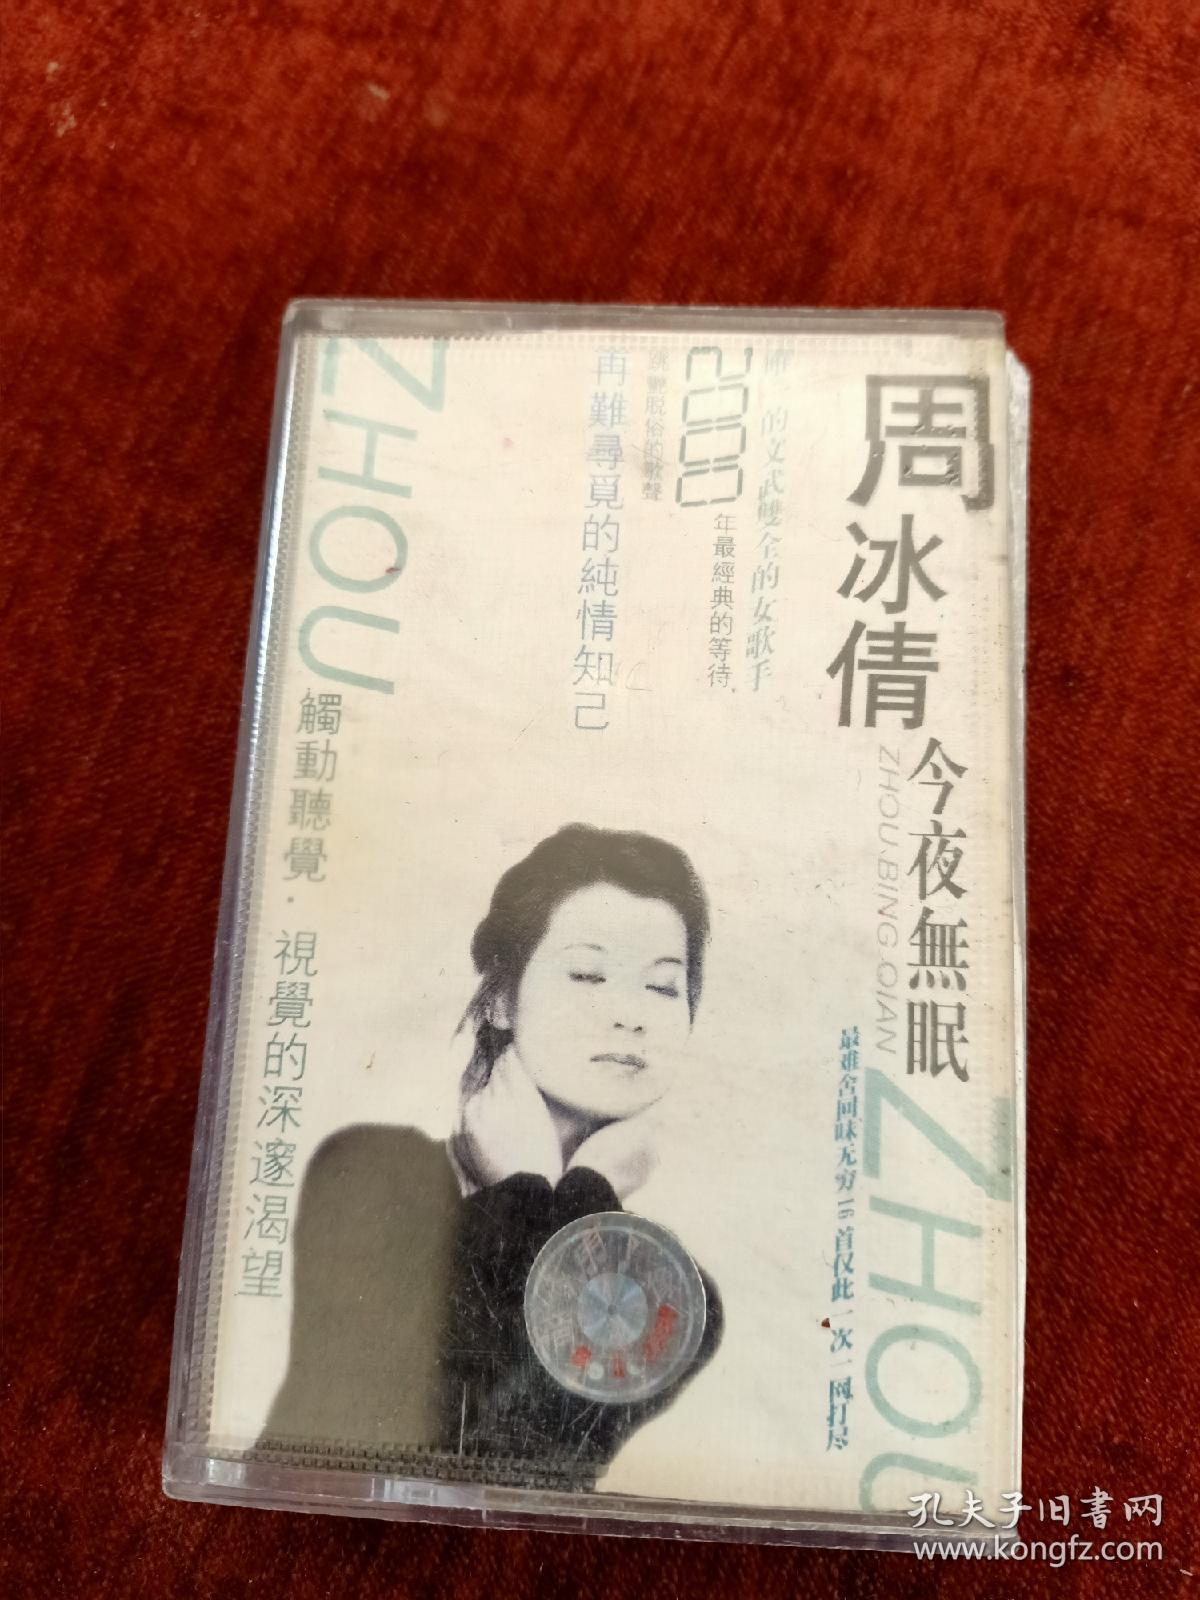 周冰倩
今夜無眠
ZHOU·BING·QIAN
ZHOU
唯一的文武雙全的女歌手
2000
年最經典的等待
脱俗的歌聲
再難尋覓的純情知己
ZHOU
觸動聽覺·視覺的深邃渴望
最难舍回味无穷16首仅此一次一网打尽
孔夫子旧書网
www.kongfz.com